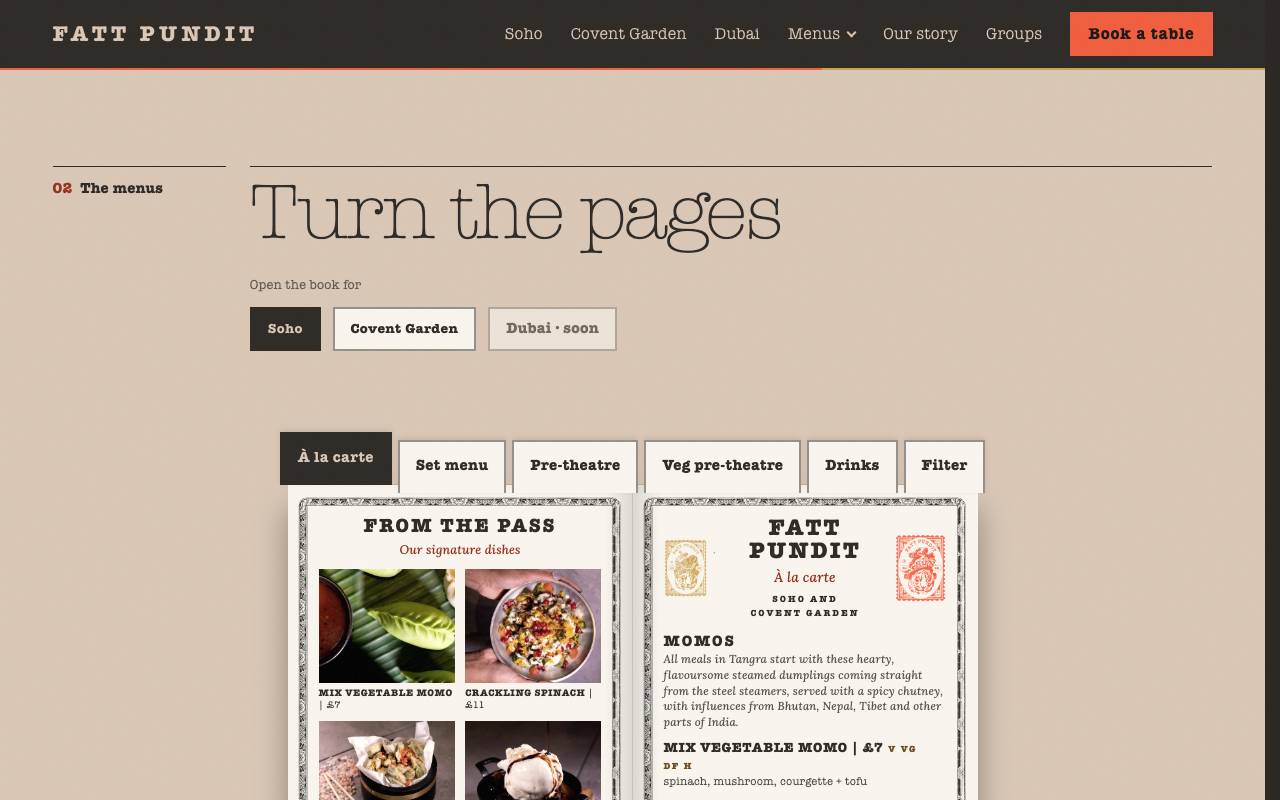 FATT PUNDIT
Soho
Covent Garden
Dubai
Menus
Our story
Groups
Book a table
02 The menus
Turn the pages
Open the book for
Soho
Covent Garden
Dubai · soon
À la carte
Set menu
Pre-theatre
Veg pre-theatre
Drinks
Filter
FROM THE PASS
Our signature dishes
MIX VEGETABLE MOMO
| £7
CRACKLING SPINACH |
£11
FATT
PUNDIT
À la carte
SOHO AND
COVENT GARDEN
MOMOS
All meals in Tangra start with these hearty,
flavoursome steamed dumplings coming straight
from the steel steamers, served with a spicy chutney,
with influences from Bhutan, Nepal, Tibet and other
parts of India.
MIX VEGETABLE MOMO | £7 V VG
DF H
spinach, mushroom, courgette + tofu